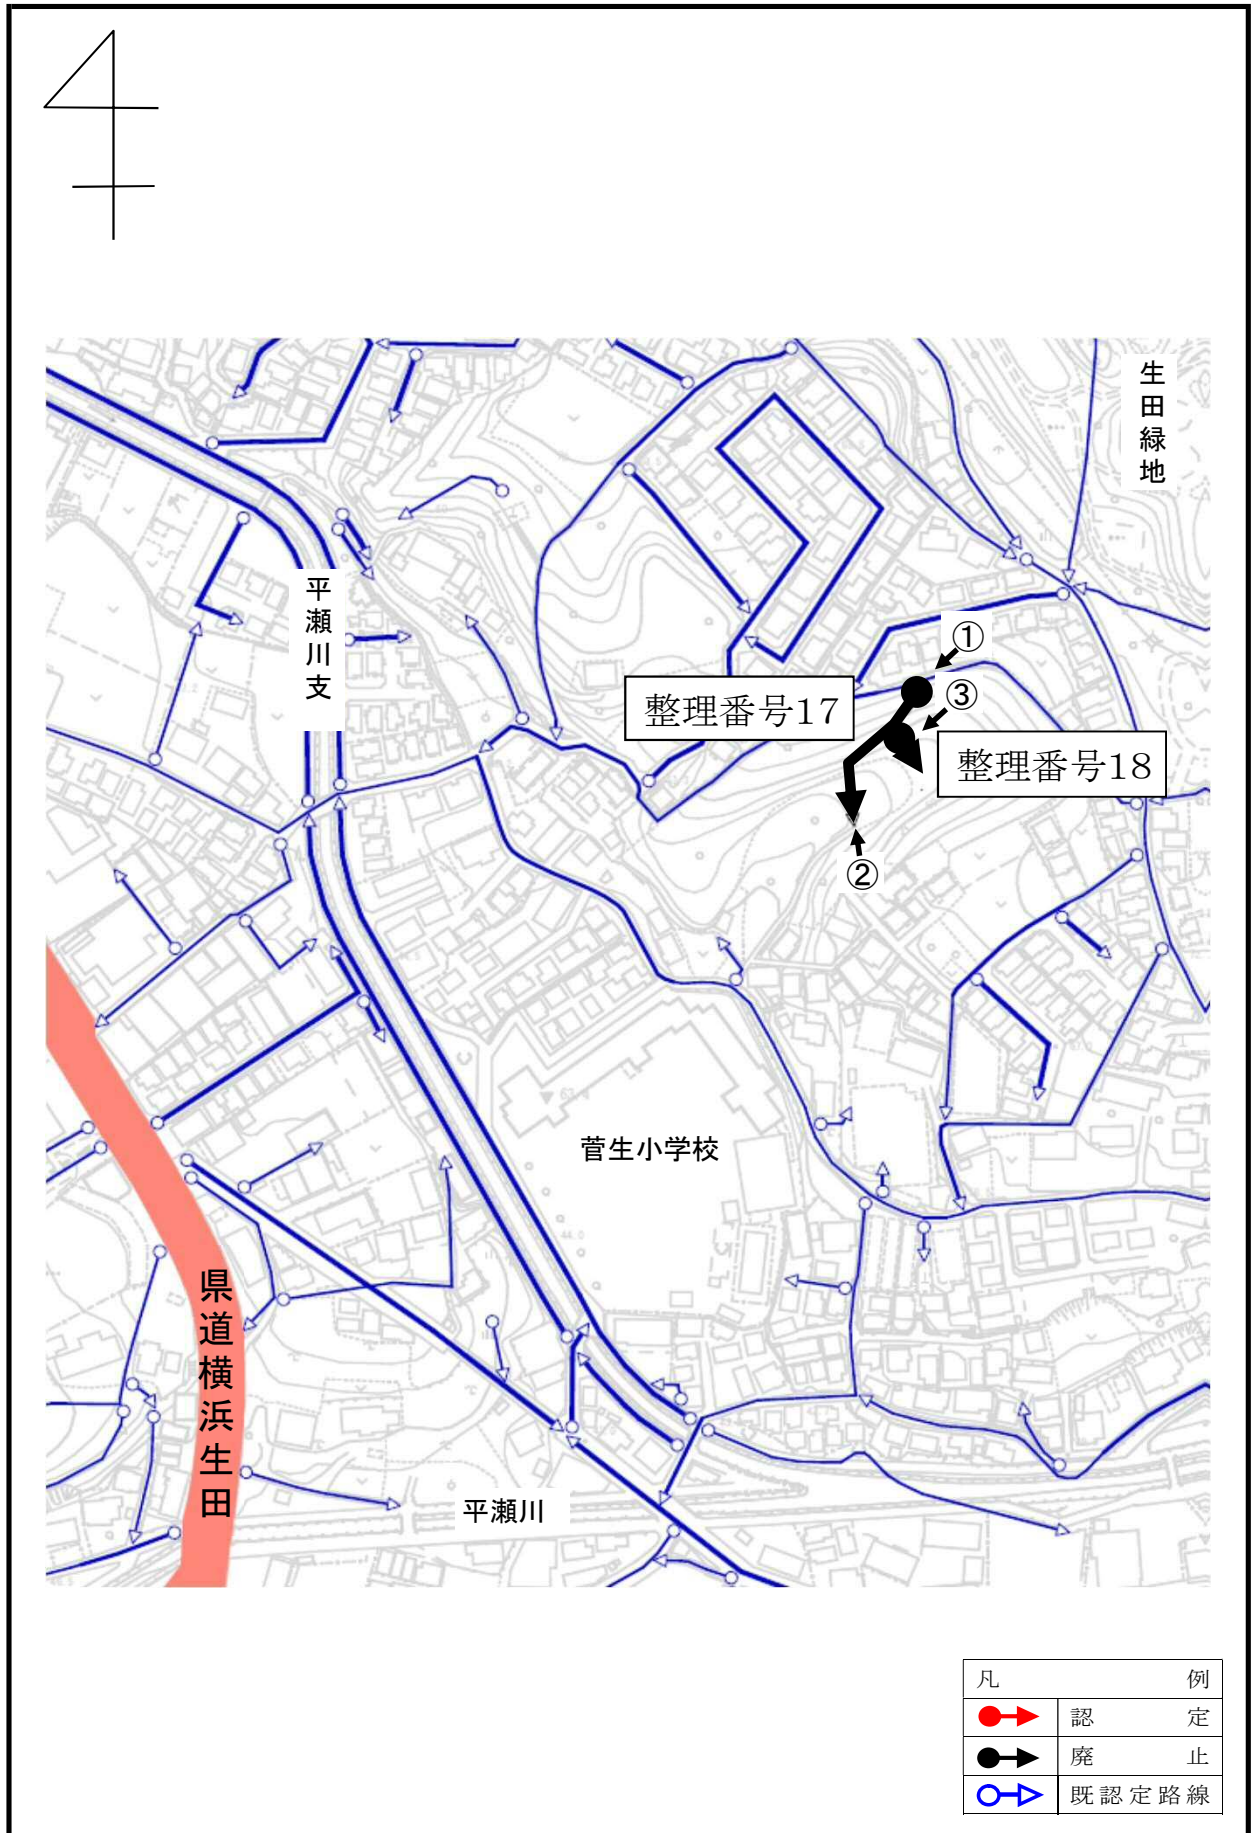 生田緑地
平瀬川支
①
③
整理番号17
整理番号18
②
菅生小学校
県道横浜生田
平瀬川
凡例
認定
廃止
既認定路線